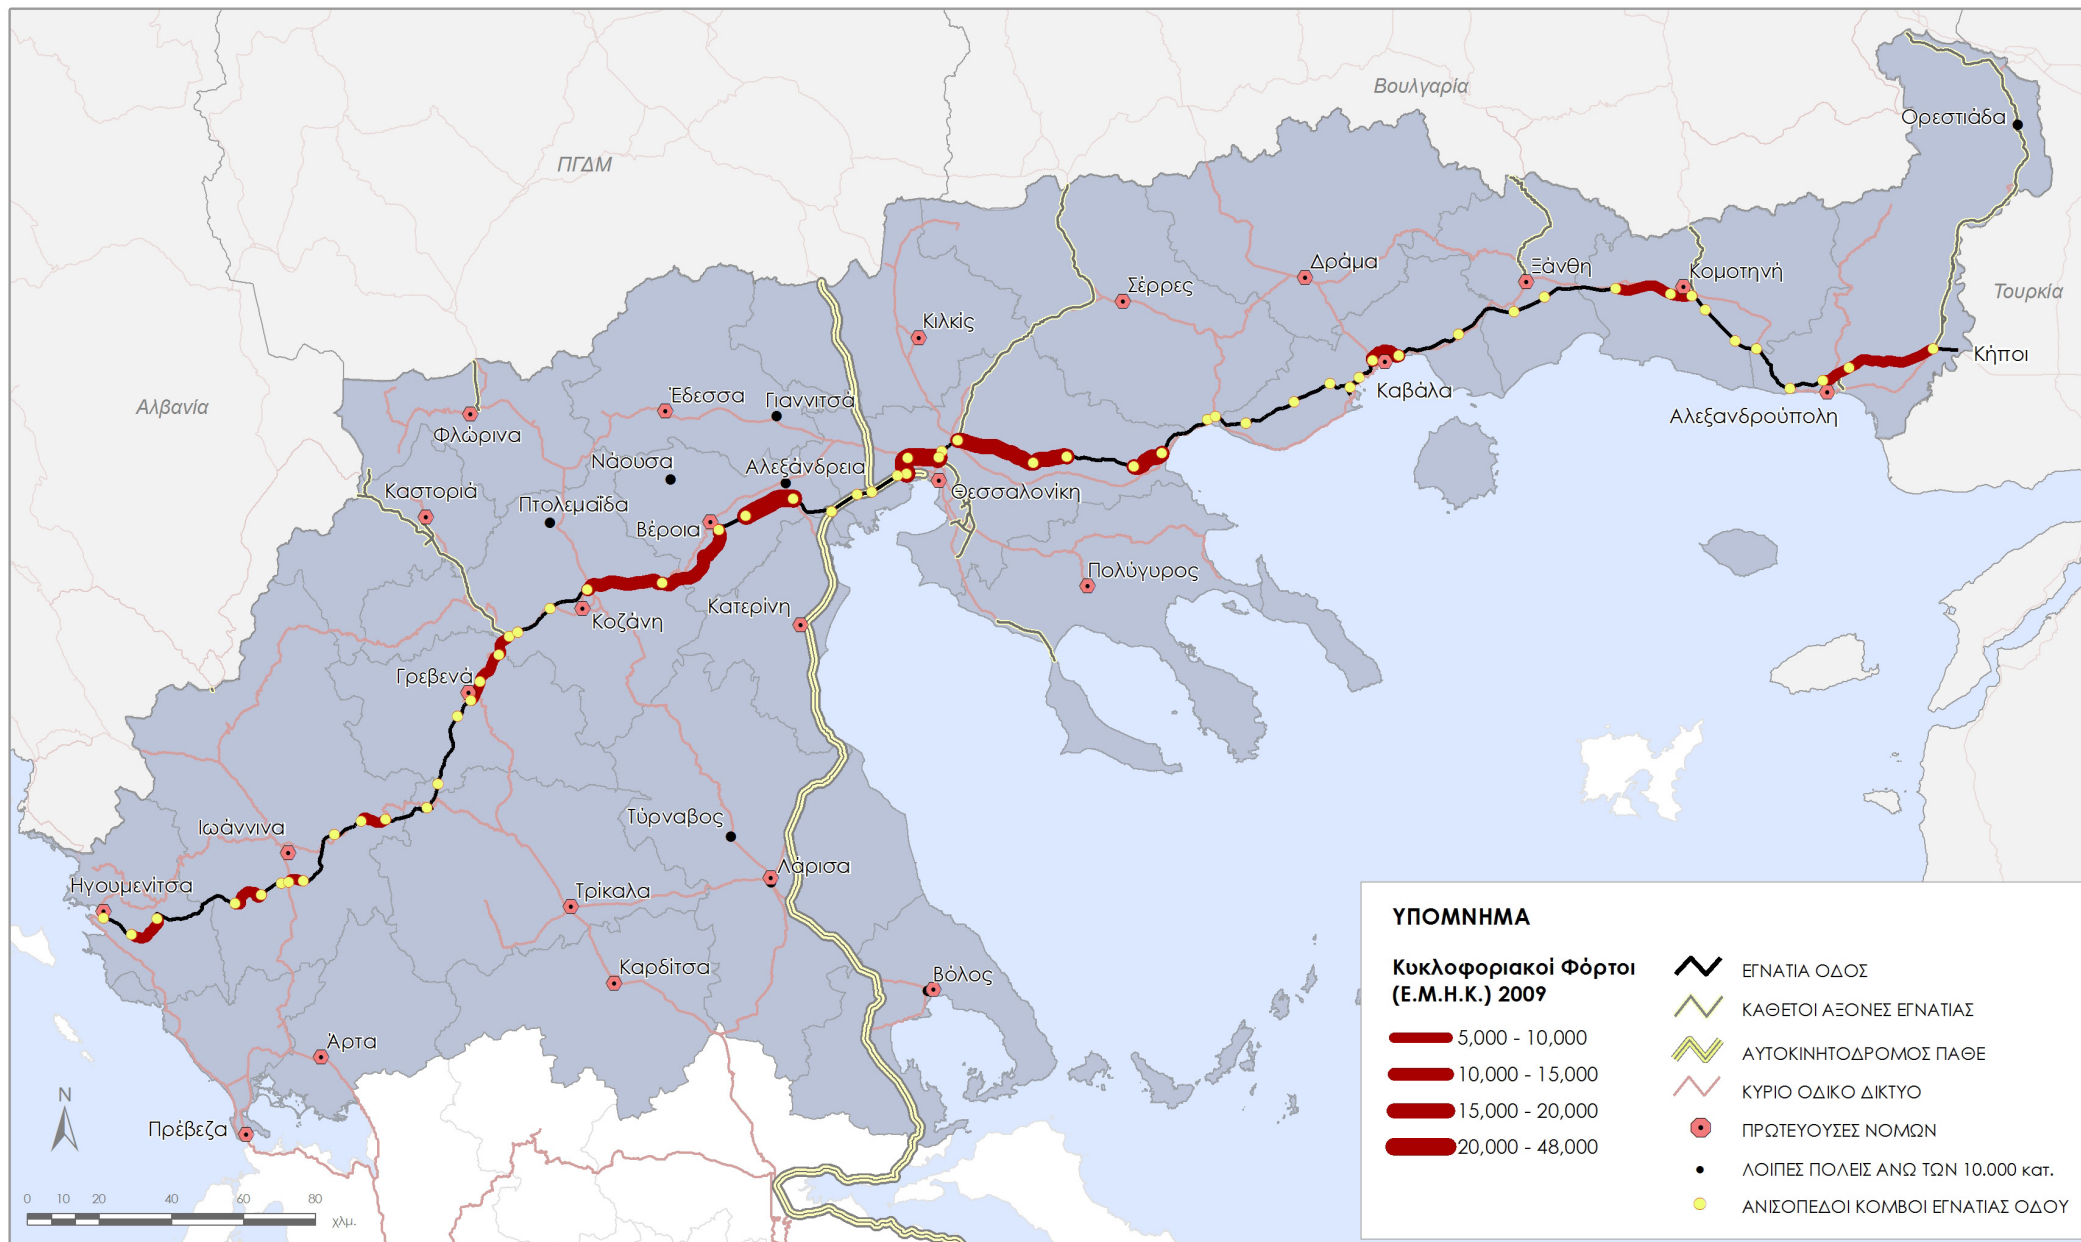 Βουλγαρία
Ορεστιάδα
ΠΓΔΜ
Δράμα
Ξάνθη
Κομοτηνή
Σέρρες
Τουρκία
Κιλκίς
Κήποι
Καβάλα
Αλβανία
Έδεσσα
Γιαννιτσά
Αλεξανδρούπολη
Φλώρινα
Νάουσα
Αλεξάνδρεια
Καστοριά
Θεσσαλονίκη
Πτολεμαΐδα
Βέροια
Πολύγυρος
Κατερίνη
Κοζάνη
Γρεβενά
Τύρναβος
Ιωάννινα
Λάρισα
Ηγουμενίτσα
Τρίκαλα
Καρδίτσα
Βόλος
Άρτα
Πρέβεζα
N
0 10 20 40 60 80
χλμ.
ΥΠΟΜΝΗΜΑ
Κυκλοφοριακοί Φόρτοι
(Ε.Μ.Η.Κ.) 2009
5,000 - 10,000
10,000 - 15,000
15,000 - 20,000
20,000 - 48,000
ΕΓΝΑΤΙΑ ΟΔΟΣ
ΚΑΘΕΤΟΙ ΑΞΟΝΕΣ ΕΓΝΑΤΙΑΣ
ΑΥΤΟΚΙΝΗΤΟΔΡΟΜΟΣ ΠΑΘΕ
ΚΥΡΙΟ ΟΔΙΚΟ ΔΙΚΤΥΟ
ΠΡΩΤΕΥΟΥΣΕΣ ΝΟΜΩΝ
ΛΟΙΠΕΣ ΠΟΛΕΙΣ ΑΝΩ ΤΩΝ 10.000 κατ.
ΑΝΙΣΟΠΕΔΟΙ ΚΟΜΒΟΙ ΕΓΝΑΤΙΑΣ ΟΔΟΥ